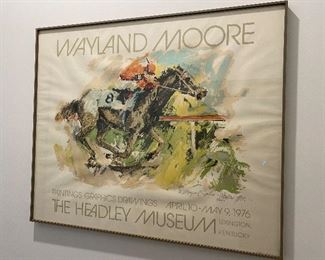 WAYLAND MOORE
8
PAINTINGS GRAPHICS DRAWINGS APRIL 10 - MAY 9, 1976
THE HEADLEY MUSEUM LEXINGTON,
KENTUCKY